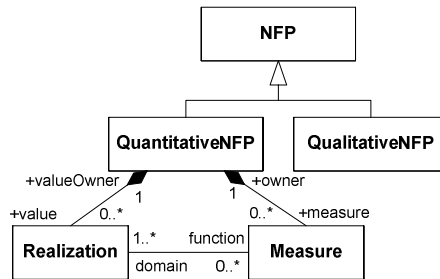 NFP
QuantitativeNFP QualitativeNFP
+valueOwner 1 1 +owner
+value 0..* 0..* +measure
Realization 1..* function Measure
domain 0..*